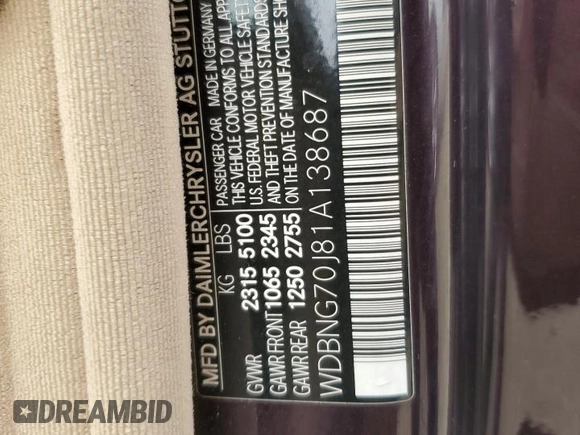 MFD BY DAIMLERCHRYSLER AG STUTTG
PASSENGER CAR MADE IN GERMANY
KG LBS THIS VEHICLE CONFORMS TO ALL APP
U.S. FEDERAL MOTOR VEHICLE SAFETY
GVWR 2315 5100 AND THEFT PREVENTION STANDARDS
GAWR FRONT 1065 2345 ON THE DATE OF MANUFACTURE SH
GAWR REAR 1250 2755
WDBNG70J81A138687
DREAMBID